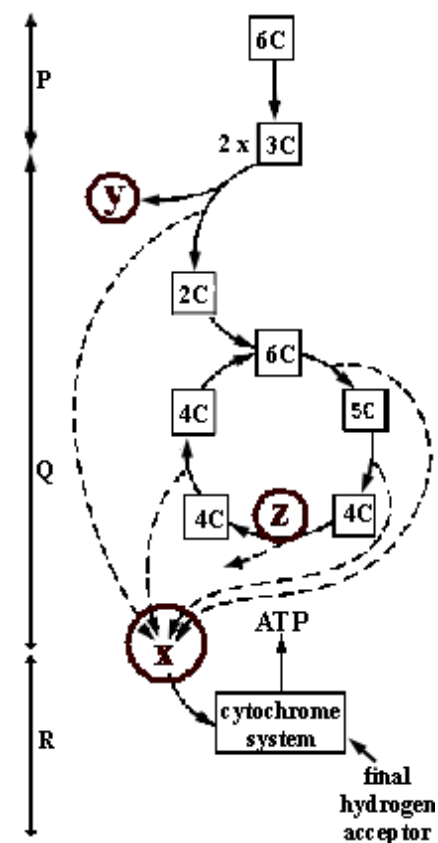 6C
P
2 x 3C
y
2C
6C
4C
5C
Q
4C
z
4C
x
ATP
R
cytochrome
system
final
hydrogen
acceptor